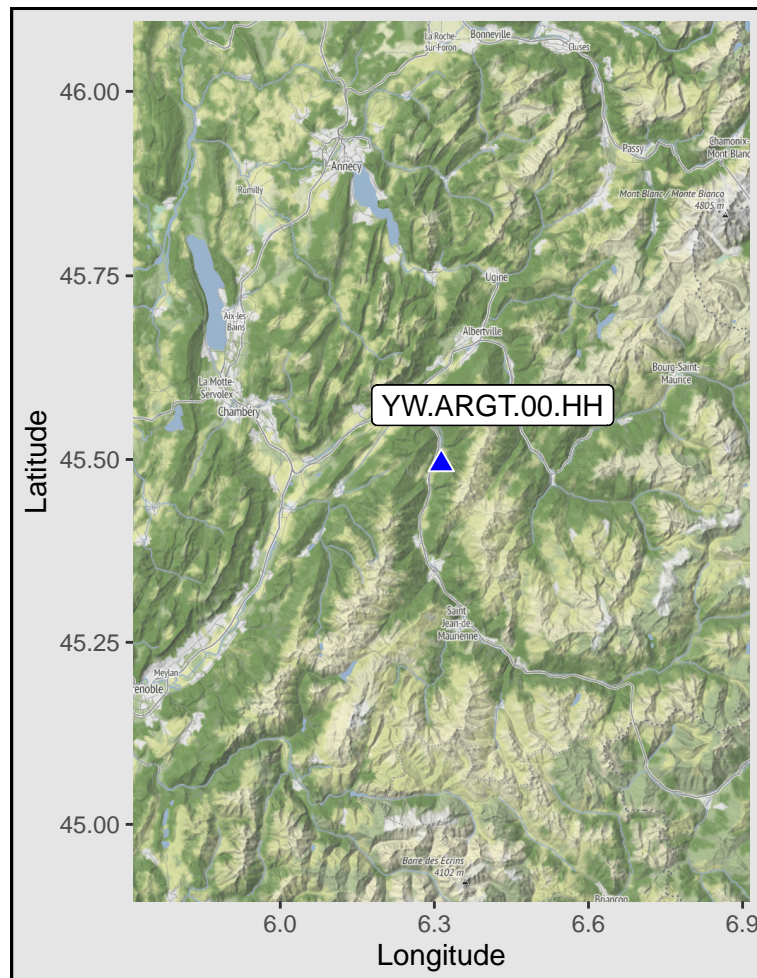 La Roche
sur-Foron
Bonneville
Cluses
46.00
Annecy
Passy
Chamonix-
Mont-Blanc
Rumilly
Mont Blanc / Monte Bianco
4805 m
45.75
Ugine
Aix-les
Bains
Albertville
La Motte-
Servolex
Bourg-Saint-
Maurice
Chambéry
YW.ARGT.00.HH
45.50
Latitude
45.25
Saint-
Jean-de-
Maurienne
Meylan
renoble
45.00
Barre des Écrins
4102 m
Briançon
6.0
6.3
6.6
6.9
Longitude